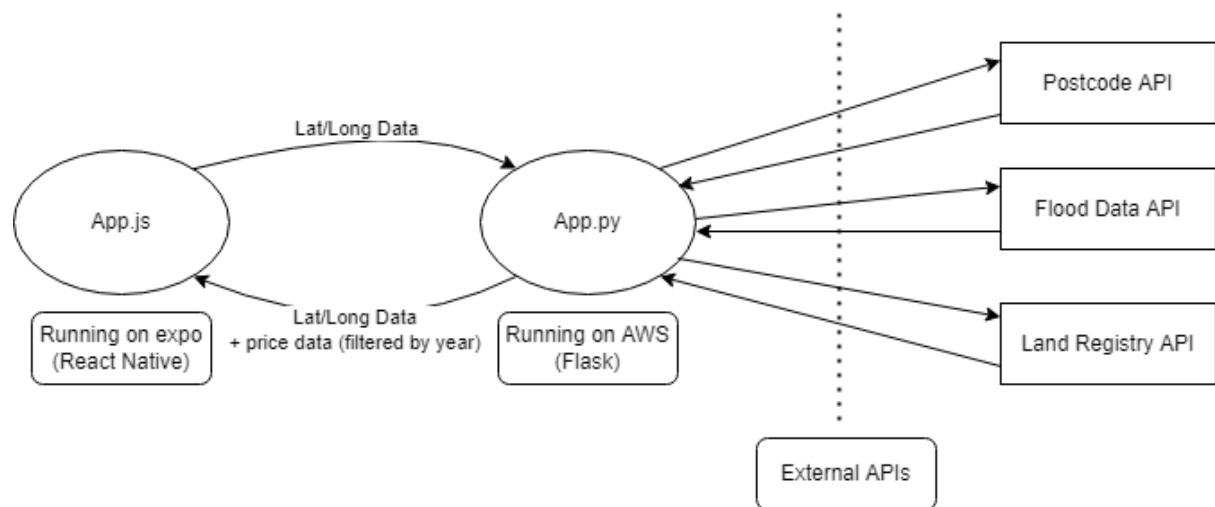 Postcode API
Lat/Long Data
App.js
App.py
Flood Data API
Lat/Long Data
+ price data (filtered by year)
Running on expo
(React Native)
Running on AWS
(Flask)
Land Registry API
External APIs